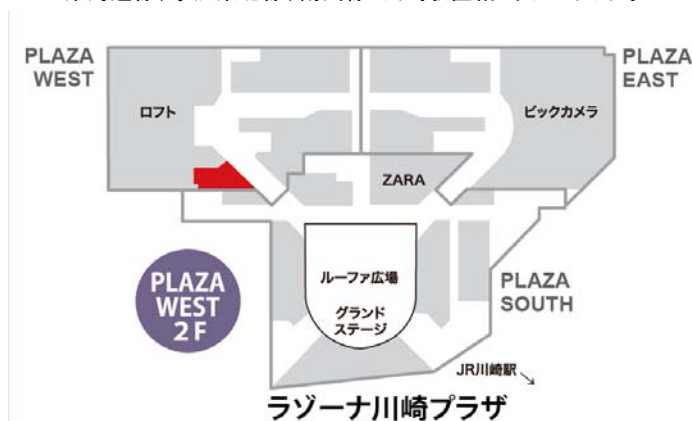 PLAZA
WEST
PLAZA
EAST
ロフト
ビックカメラ
ZARA
PLAZA
WEST
2F
ルーファ広場
グランド
ステージ
PLAZA
SOUTH
JR川崎駅
ラゾーナ川崎プラザ